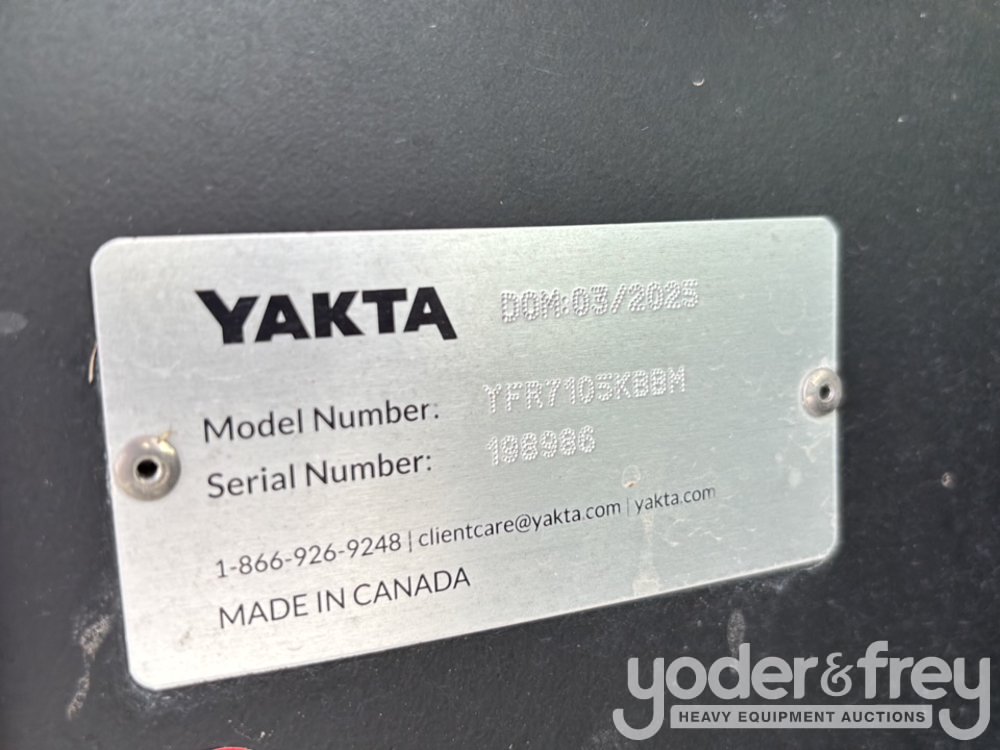 YAKTA DOM:03/2025
Model Number: YFR7105KBBM
Serial Number: 198986
1-866-926-9248 | clientcare@yakta.com | yakta.com
MADE IN CANADA
yoder&frey
HEAVY EQUIPMENT AUCTIONS